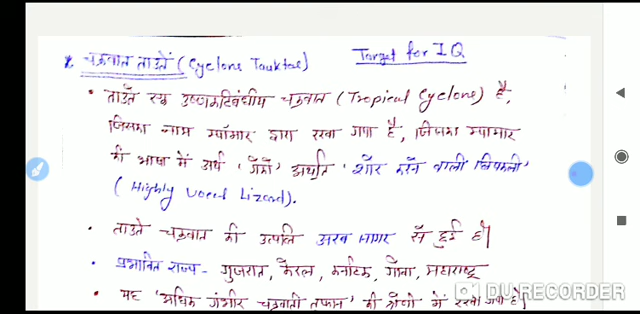 * चक्रवात ताउते (Cyclone Tauktae) Target for IQ
• ताउते एक उष्णकटिबंधीय चक्रवात (Tropical Cyclone) है,
जिसका नाम म्यांमार द्वारा रखा गया है, जिसका म्यांमार
की भाषा में अर्थ 'गेको' अर्थात् 'शोर करने वाली छिपकली'
(Highly Vocal Lizard).
• ताउते चक्रवात की उत्पत्ति अरब सागर से हुई है।
• प्रभावित राज्य - गुजरात, केरल, कर्नाटक, गोवा, महाराष्ट्र
• यह 'अधिक गंभीर चक्रवाती तूफान' की श्रेणी में रखा गया है।
DU RECORDER